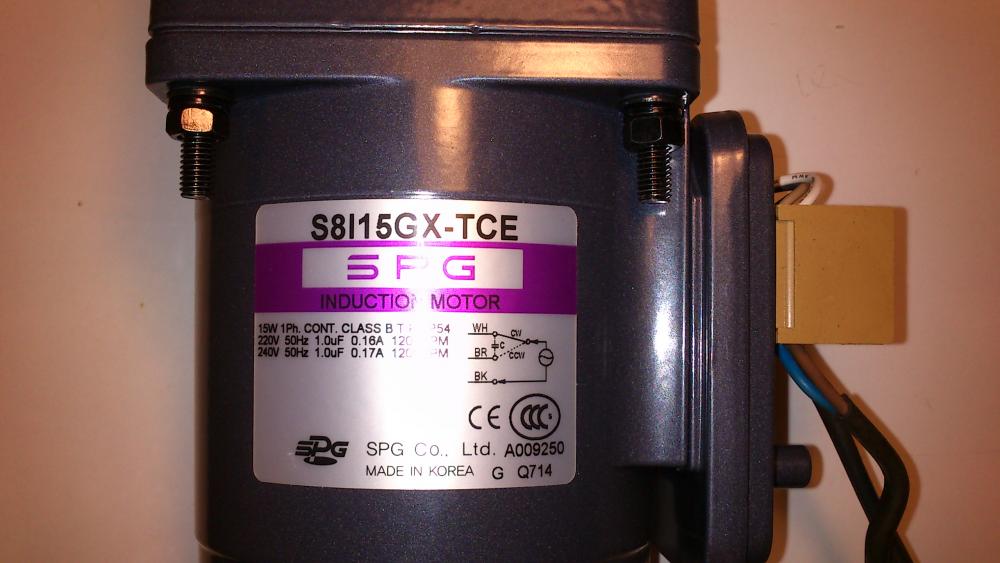 S8I15GX-TCE
SPG
INDUCTION MOTOR
15W 1Ph. CONT. CLASS B
220V 50Hz 1.0uF 0.16A
240V 50Hz 1.0uF 0.17A
WH
CW
C
BR
CCW
BK
CE CCC S
SPG SPG Co., Ltd. A009250
MADE IN KOREA G Q714